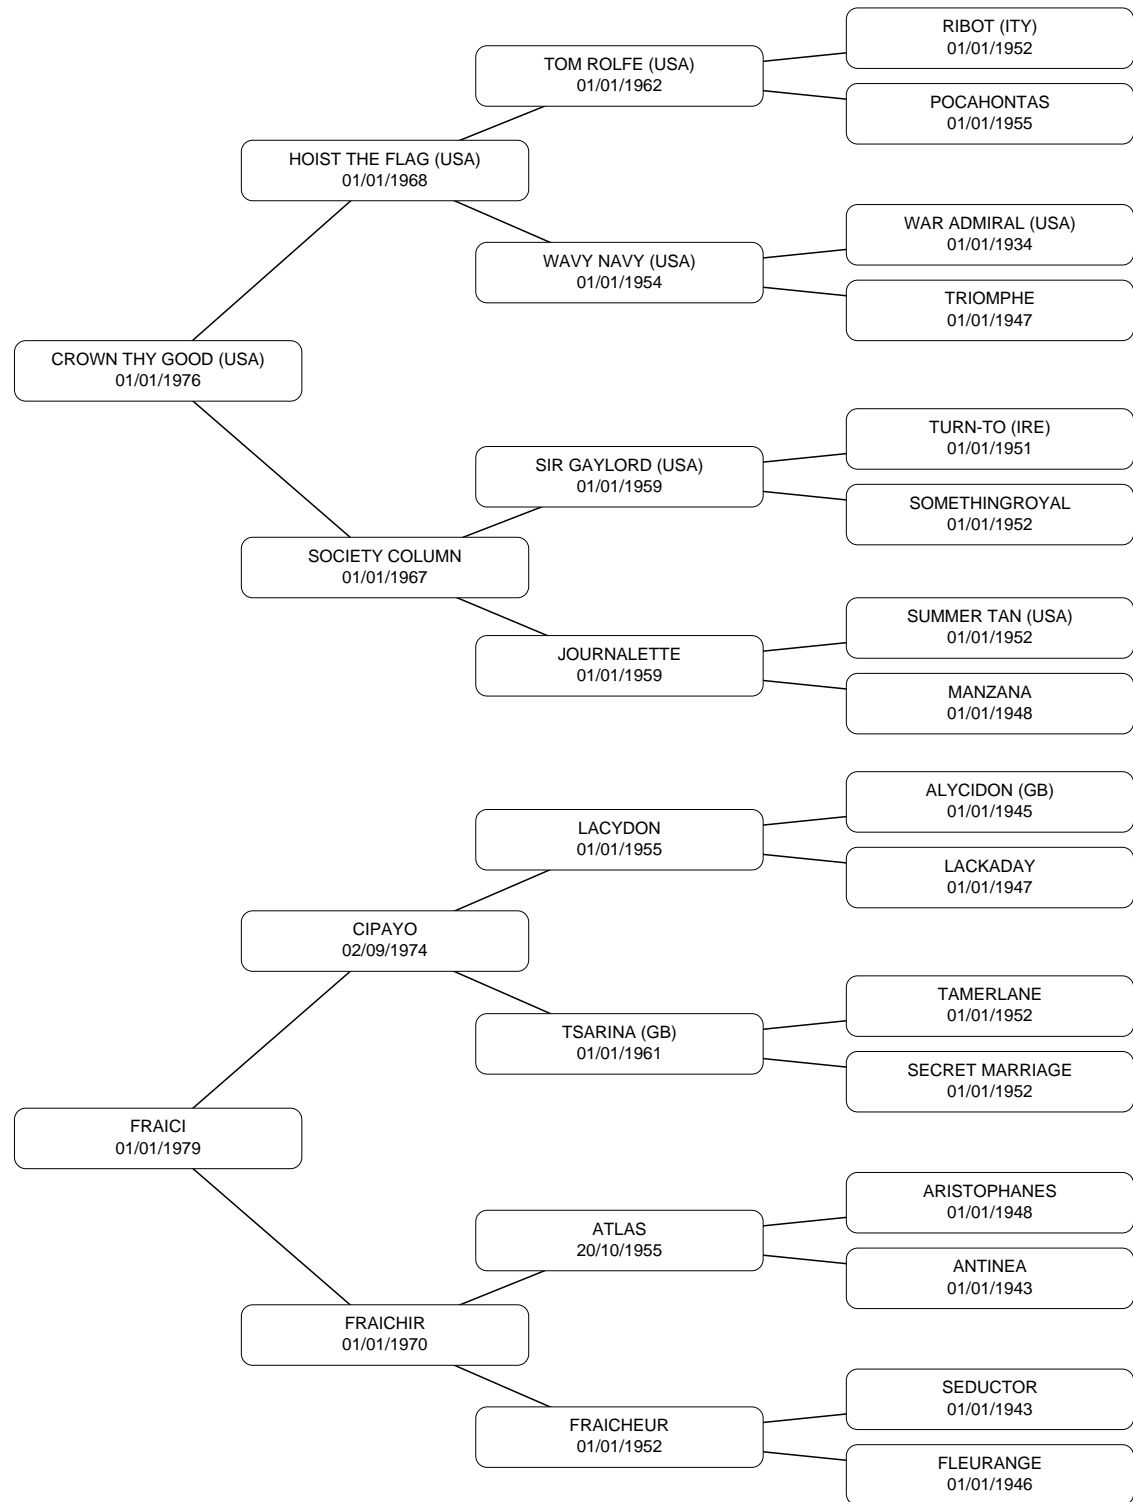 RIBOT (ITY)
01/01/1952
TOM ROLFE (USA)
01/01/1962
POCAHONTAS
01/01/1955
HOIST THE FLAG (USA)
01/01/1968
WAR ADMIRAL (USA)
01/01/1934
WAVY NAVY (USA)
01/01/1954
TRIOMPHE
01/01/1947
CROWN THY GOOD (USA)
01/01/1976
TURN-TO (IRE)
01/01/1951
SIR GAYLORD (USA)
01/01/1959
SOMETHINGROYAL
01/01/1952
SOCIETY COLUMN
01/01/1967
SUMMER TAN (USA)
01/01/1952
JOURNALETTE
01/01/1959
MANZANA
01/01/1948
ALYCIDON (GB)
01/01/1945
LACYDON
01/01/1955
LACKADAY
01/01/1947
CIPAYO
02/09/1974
TAMERLANE
01/01/1952
TSARINA (GB)
01/01/1961
SECRET MARRIAGE
01/01/1952
FRAICI
01/01/1979
ARISTOPHANES
01/01/1948
ATLAS
20/10/1955
ANTINEA
01/01/1943
FRAICHIR
01/01/1970
SEDUCTOR
01/01/1943
FRAICHEUR
01/01/1952
FLEURANGE
01/01/1946